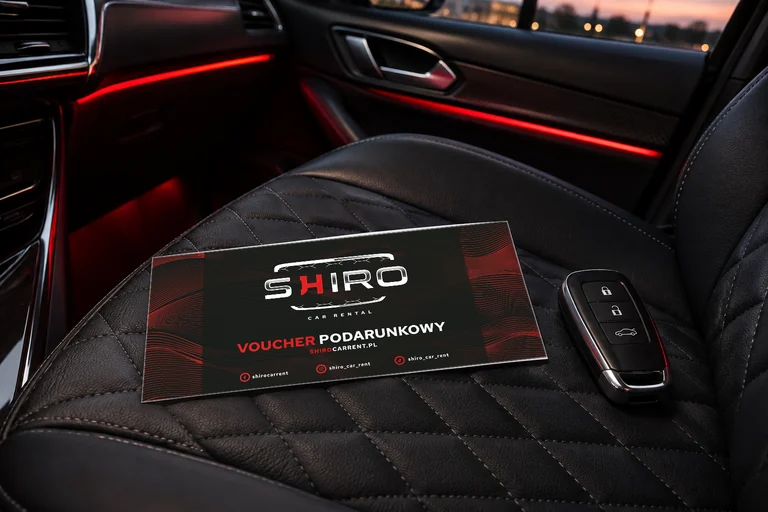 SHIRO
CAR RENTAL
VOUCHER PODARUNKOWY
SHIROCARRENT.PL
shirocarrent
shiro_car_rent
shiro_car_rent